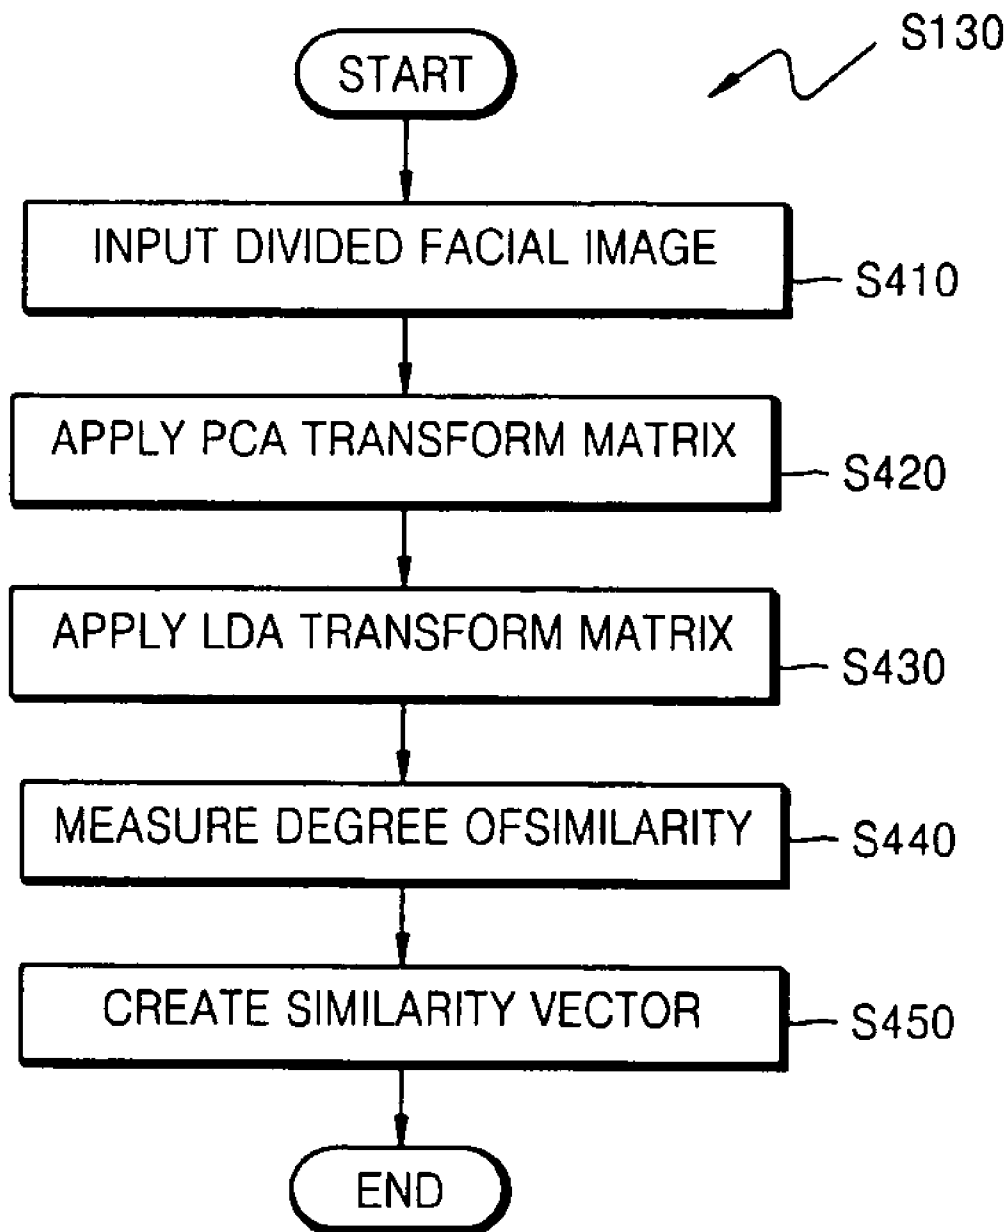 S130
START
INPUT DIVIDED FACIAL IMAGE
S410
APPLY PCA TRANSFORM MATRIX
S420
APPLY LDA TRANSFORM MATRIX
S430
MEASURE DEGREE OFSIMILARITY
S440
CREATE SIMILARITY VECTOR
S450
END